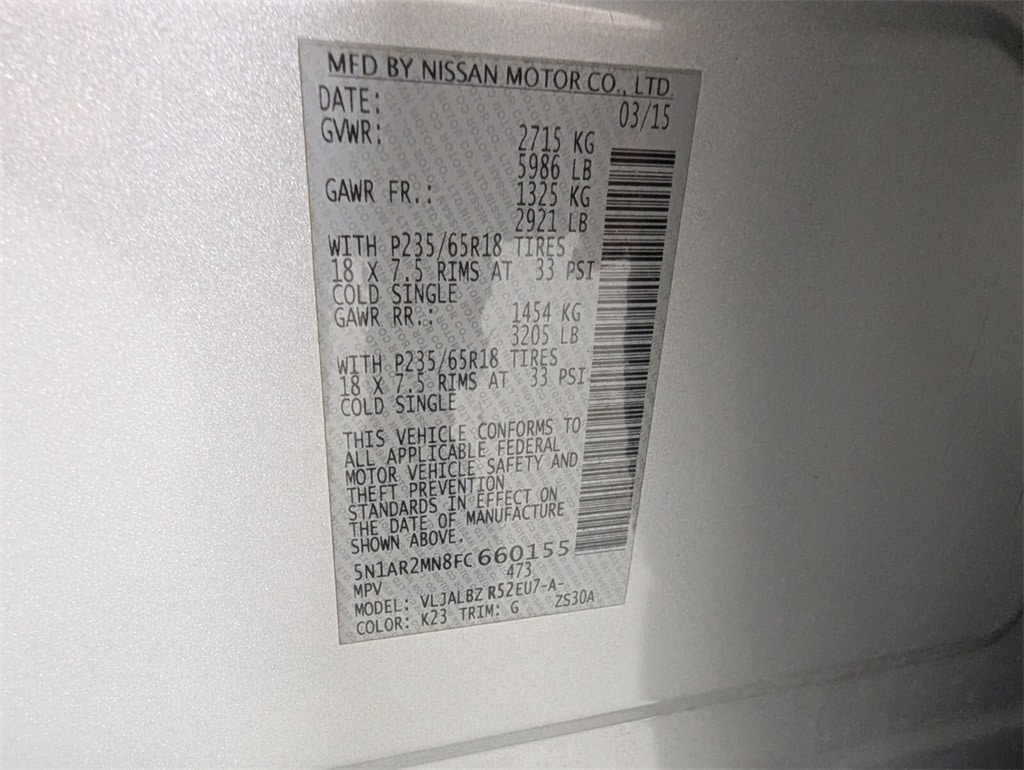 MFD BY NISSAN MOTOR CO., LTD.
DATE: 03/15
GVWR: 2715 KG
5986 LB
GAWR FR.: 1325 KG
2921 LB
WITH P235/65R18 TIRES
18 X 7.5 RIMS AT 33 PSI
COLD SINGLE
GAWR RR.: 1454 KG
3205 LB
WITH P235/65R18 TIRES
18 X 7.5 RIMS AT 33 PSI
COLD SINGLE
THIS VEHICLE CONFORMS TO
ALL APPLICABLE FEDERAL
MOTOR VEHICLE SAFETY AND
THEFT PREVENTION
STANDARDS IN EFFECT ON
THE DATE OF MANUFACTURE
SHOWN ABOVE.
5N1AR2MN8FC660155
MPV 473
MODEL: VLJALBZ R52EU7-A-
COLOR: K23 TRIM: G ZS30A